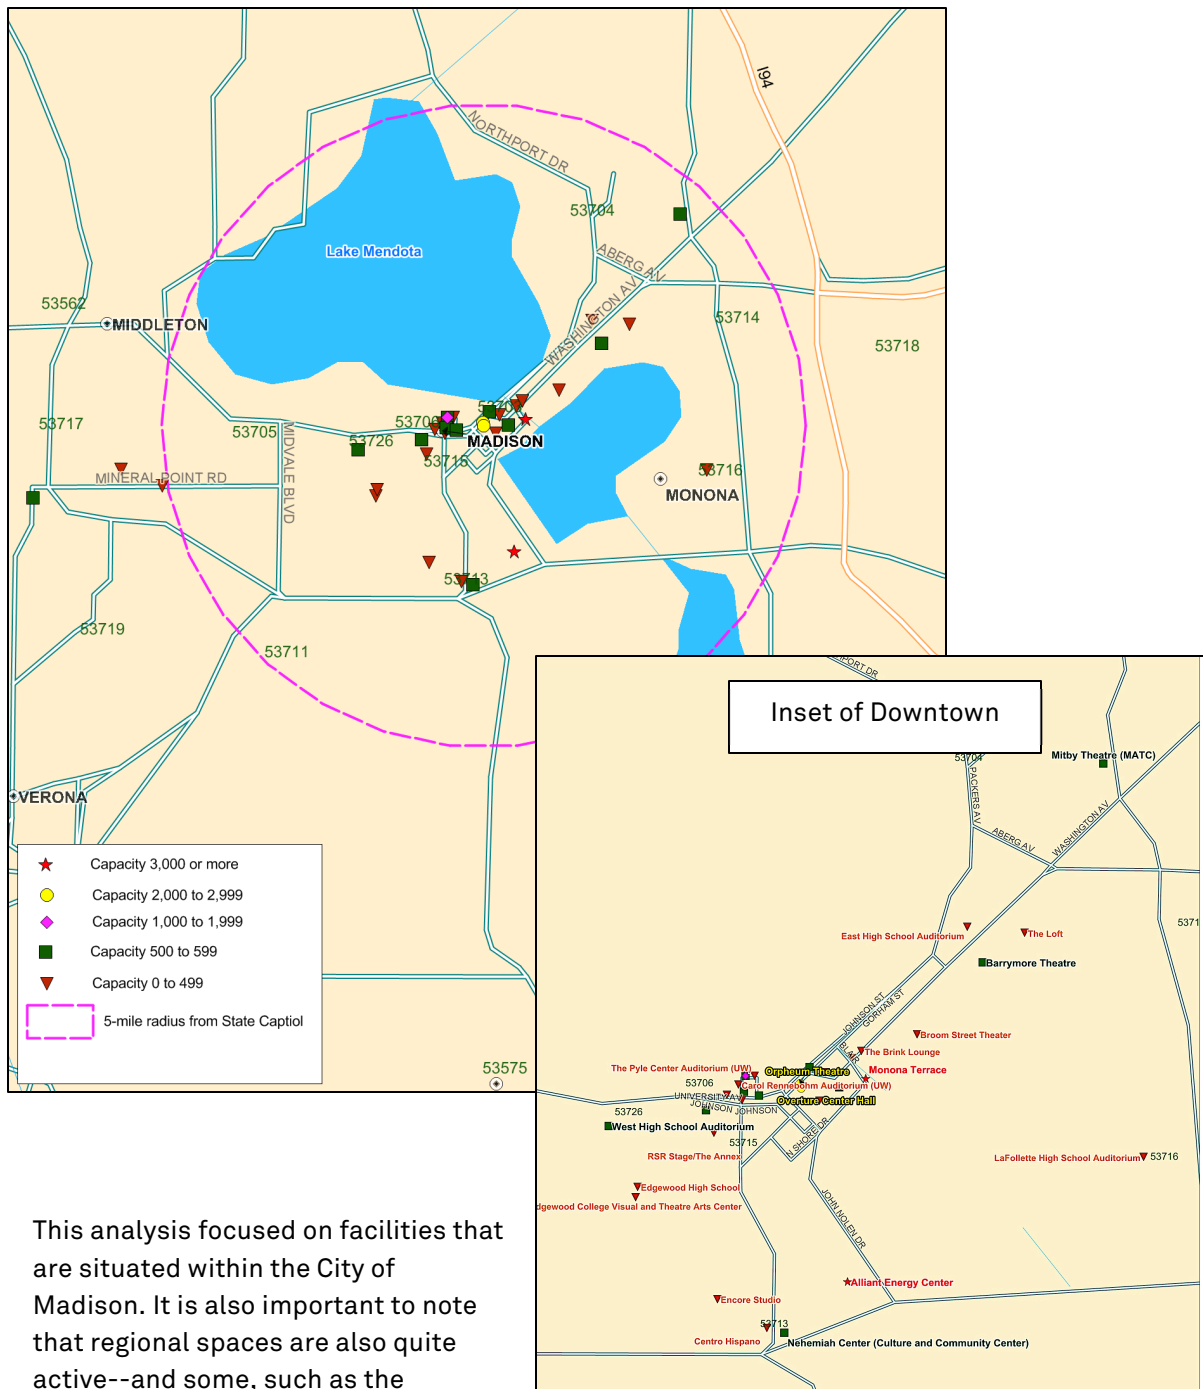 I94
NORTHPORT DR
53704
Lake Mendota
ABERG AV
53562
MIDDLETON
WASHINGTON AV
53714
53718
53717
53705
53706
53726
MADISON
53715
MIDVALE BLVD
MINERAL POINT RD
53716
MONONA
53713
53719
53711
VERONA
53575
Capacity 3,000 or more
Capacity 2,000 to 2,999
Capacity 1,000 to 1,999
Capacity 500 to 599
Capacity 0 to 499
5-mile radius from State Captiol
Inset of Downtown
Mitby Theatre (MATC)
53704
PACKERS AV
WASHINGTON AV
ABERG AV
East High School Auditorium
The Loft
Barrymore Theatre
JOHNSON ST
GORHAM ST
Broom Street Theater
BLAIR
The Brink Lounge
The Pyle Center Auditorium (UW)
Orpheum Theatre
Monona Terrace
53706
Carol Rennebohm Auditorium (UW)
UNIVERSITY AV
Overture Center Hall
JOHNSON JOHNSON
53726
West High School Auditorium
53715
N SHORE DR
RSR Stage/The Annex
LaFollette High School Auditorium
53716
Edgewood High School
dgewood College Visual and Theatre Arts Center
JOHN NOLEN DR
Alliant Energy Center
Encore Studio
53713
Centro Hispano
Nehemiah Center (Culture and Community Center)
This analysis focused on facilities that
are situated within the City of
Madison. It is also important to note
that regional spaces are also quite
active--and some, such as the